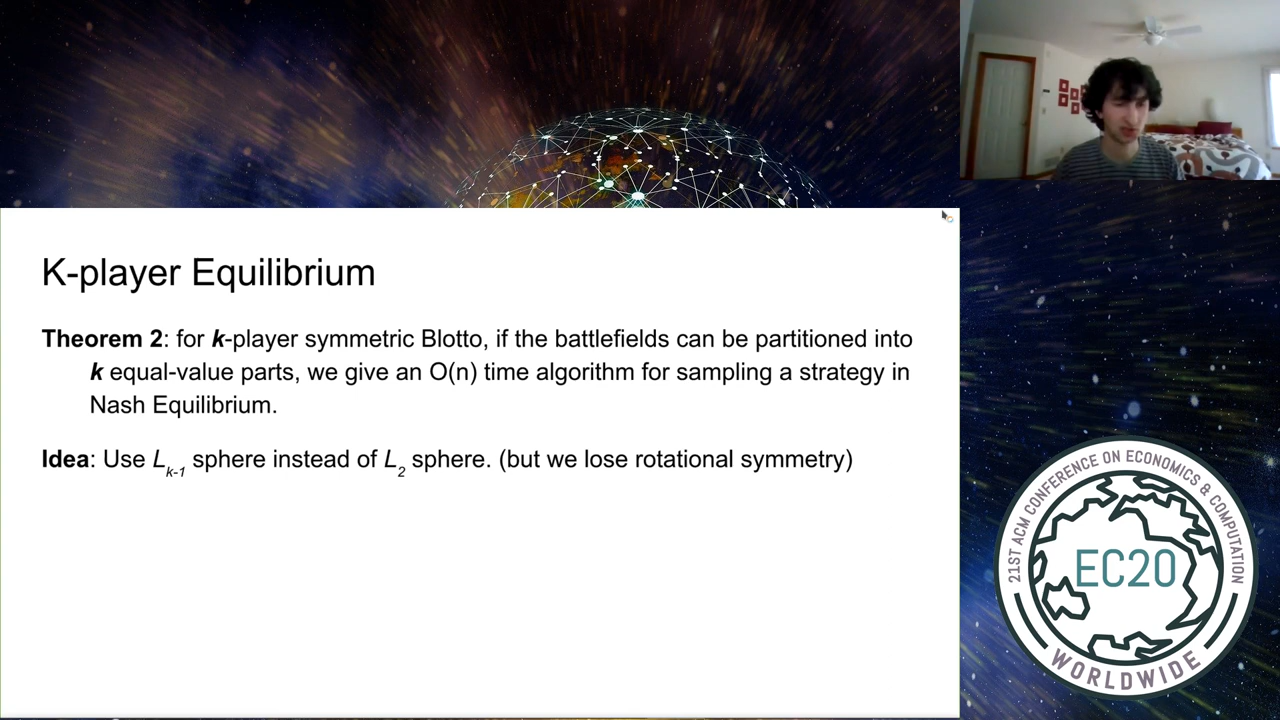 K-player Equilibrium
Theorem 2: for k-player symmetric Blotto, if the battlefields can be partitioned into
k equal-value parts, we give an O(n) time algorithm for sampling a strategy in
Nash Equilibrium.
Idea: Use Lk-1 sphere instead of L2 sphere. (but we lose rotational symmetry)
21ST ACM CONFERENCE ON ECONOMICS & COMPUTATION
EC20
WORLDWIDE